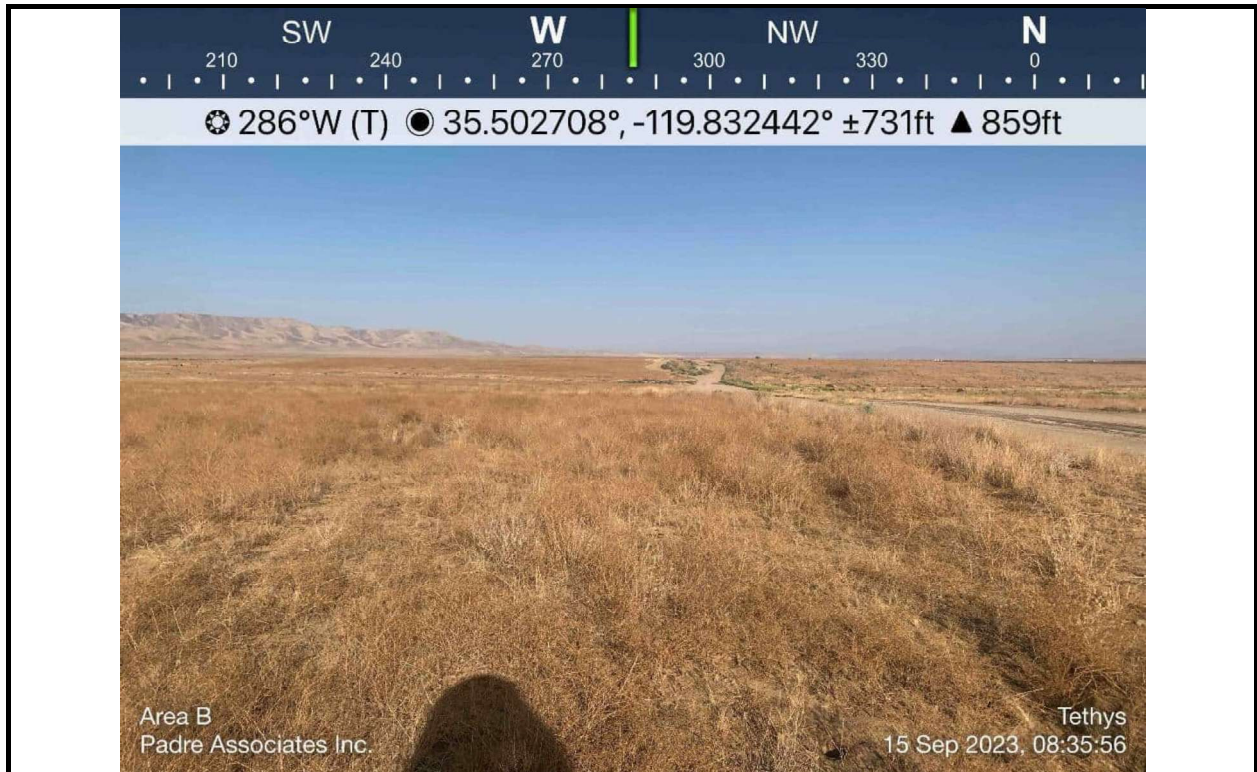 SW W NW N
210 240 270 300 330 0
286°W (T) 35.502708°, -119.832442° ±731ft ▲ 859ft
Area B
Padre Associates Inc.
Tethys
15 Sep 2023, 08:35:56